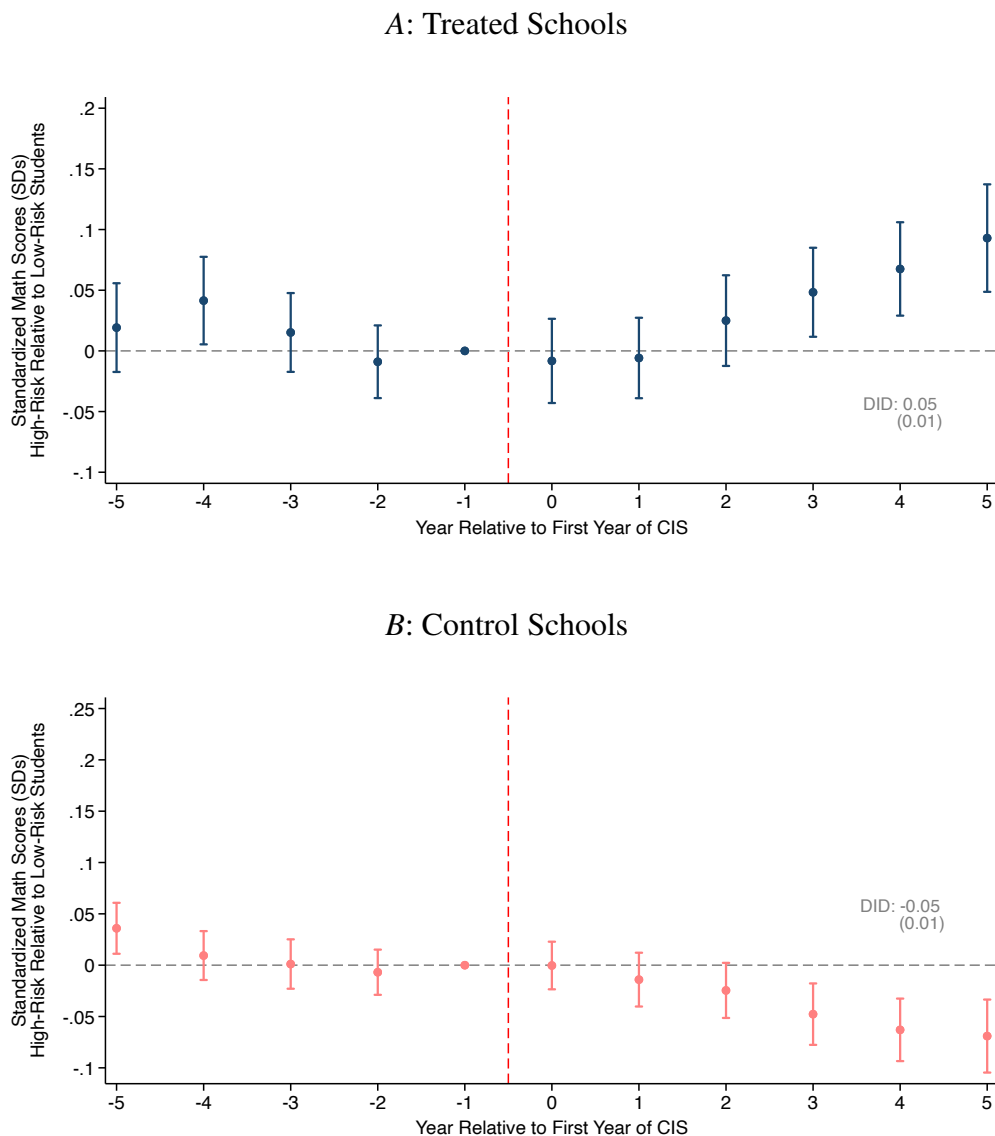 A: Treated Schools
Standardized Math Scores (SDs)
High-Risk Relative to Low-Risk Students
.2
.15
.1
.05
0
-.05
-.1
DID: 0.05
(0.01)
-5 -4 -3 -2 -1 0 1 2 3 4 5
Year Relative to First Year of CIS
B: Control Schools
Standardized Math Scores (SDs)
High-Risk Relative to Low-Risk Students
.25
.2
.15
.1
.05
0
-.05
-.1
DID: -0.05
(0.01)
-5 -4 -3 -2 -1 0 1 2 3 4 5
Year Relative to First Year of CIS